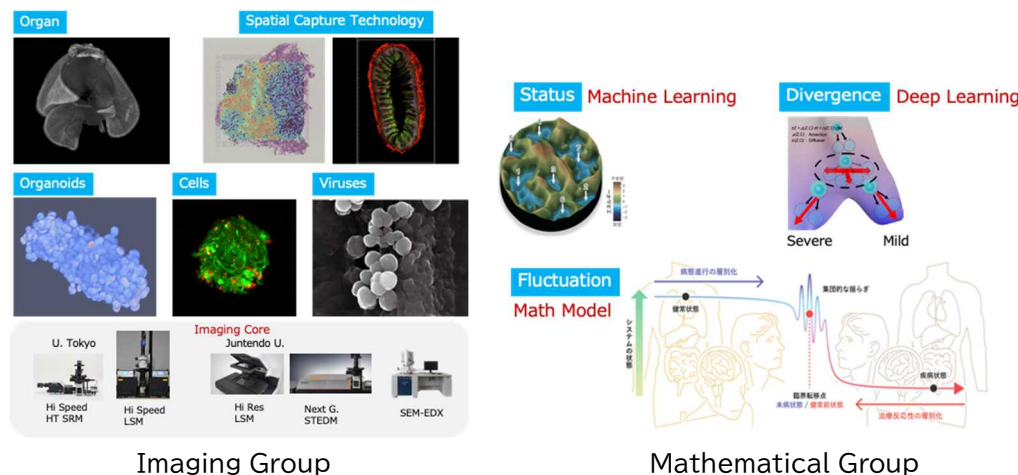 Organ
Spatial Capture Technology
Organoids
Cells
Viruses
Imaging Core
U. Tokyo
Juntendo U.
Hi Speed
HT SRM
Hi Speed
LSM
Hi Res
LSM
Next G.
STEDM
SEM-EDX
Imaging Group
Status Machine Learning
Divergence Deep Learning
Severe
Mild
Fluctuation
Math Model
病態進行の層別化
集団的な揺らぎ
健常状態
システムの状態
疾病状態
臨界転移点
未病状態 / 健常前状態
治療反応性の層別化
Mathematical Group